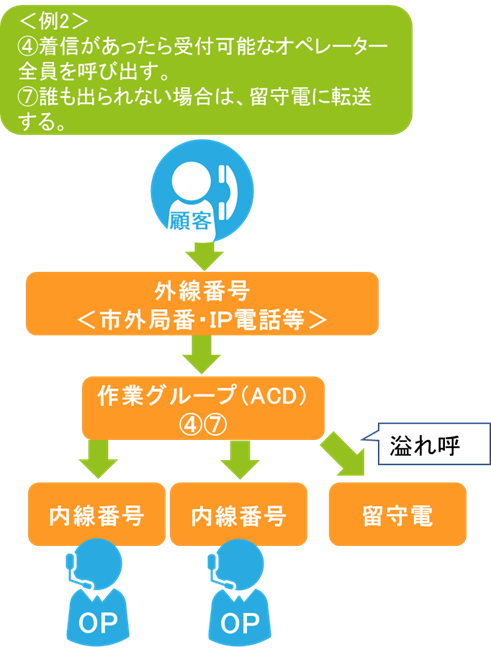 ＜例2＞
④着信があったら受付可能なオペレーター
全員を呼び出す。
⑦誰も出られない場合は、留守電に転送
する。
顧客
外線番号
＜市外局番・IP電話等＞
作業グループ（ACD）
④⑦
溢れ呼
内線番号
内線番号
留守電
OP
OP